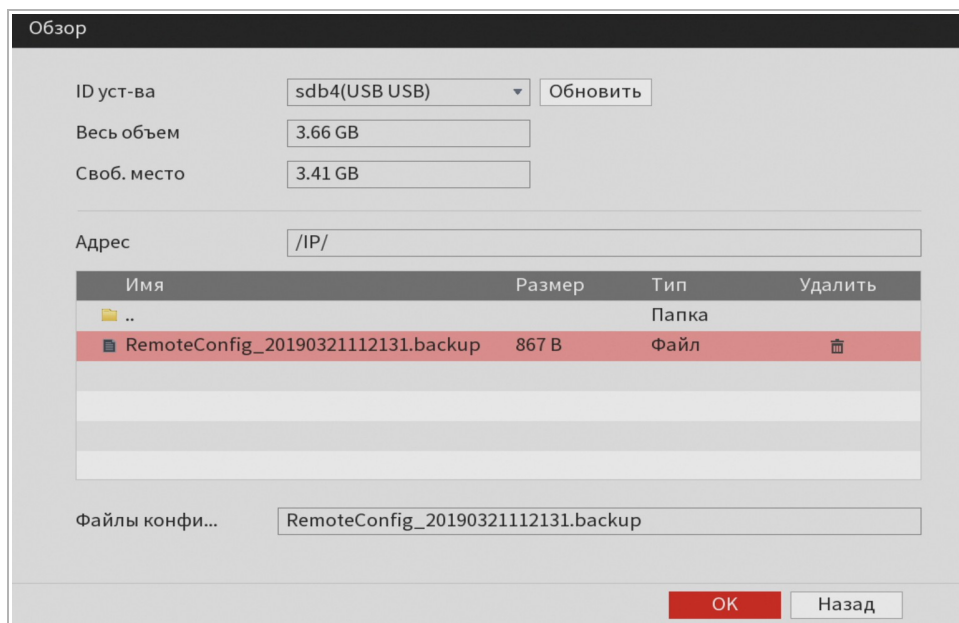 Обзор
ID уст-ва sdb4(USB USB) Обновить
Весь объем 3.66 GB
Своб. место 3.41 GB
Адрес /IP/
Имя Размер Тип Удалить
.. Папка
RemoteConfig_20190321112131.backup 867 B Файл
Файлы конфи... RemoteConfig_20190321112131.backup
OK Назад